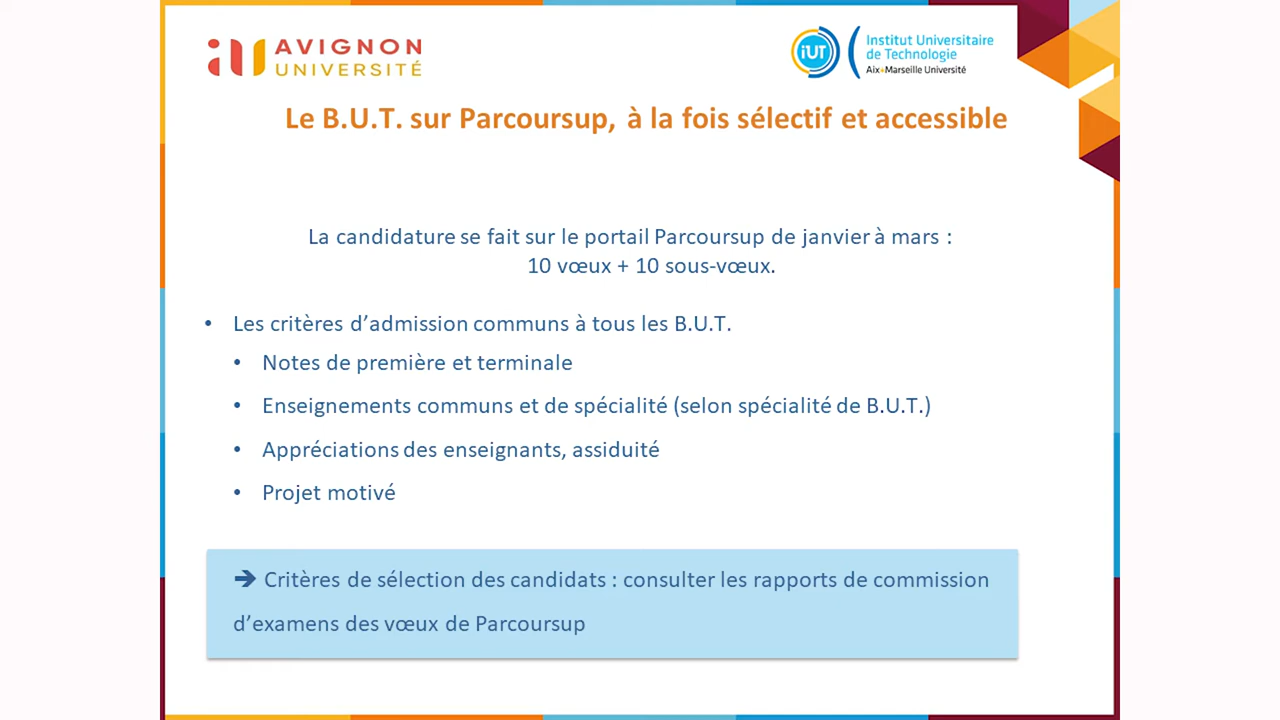 AVIGNON
UNIVERSITÉ
iUT
Institut Universitaire
de Technologie
Aix+Marseille Université
Le B.U.T. sur Parcoursup, à la fois sélectif et accessible
La candidature se fait sur le portail Parcoursup de janvier à mars :
10 vœux + 10 sous-vœux.
• Les critères d’admission communs à tous les B.U.T.
• Notes de première et terminale
• Enseignements communs et de spécialité (selon spécialité de B.U.T.)
• Appréciations des enseignants, assiduité
• Projet motivé
➔ Critères de sélection des candidats : consulter les rapports de commission
d’examens des vœux de Parcoursup